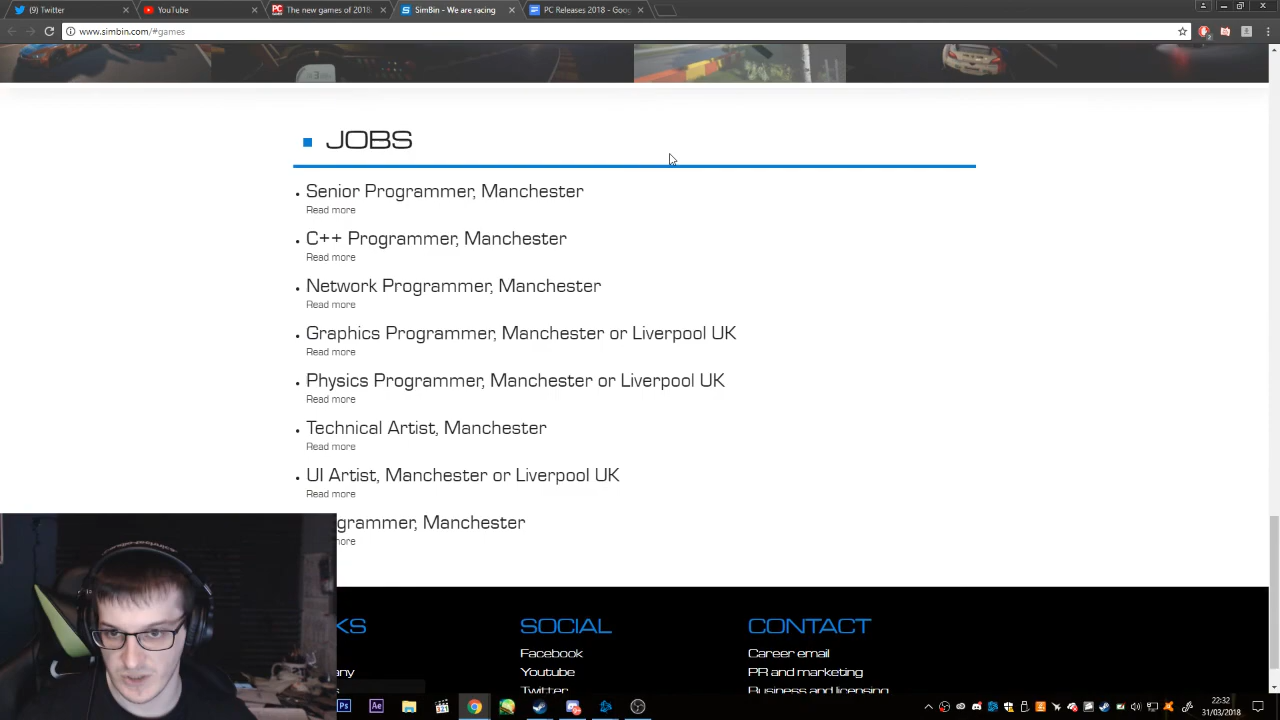 (9) Twitter
YouTube
The new games of 2018
SimBin - We are racing
PC Releases 2018 - Goog
www.simbin.com/#games
JOBS
Senior Programmer, Manchester
Read more
C++ Programmer, Manchester
Read more
Network Programmer, Manchester
Read more
Graphics Programmer, Manchester or Liverpool UK
Read more
Physics Programmer, Manchester or Liverpool UK
Read more
Technical Artist, Manchester
Read more
UI Artist, Manchester or Liverpool UK
Read more
grammer, Manchester
more
KS
SOCIAL
CONTACT
Facebook
Career email
any
Youtube
PR and marketing
s
Twitter
Business and licensing
22:32
31/03/2018